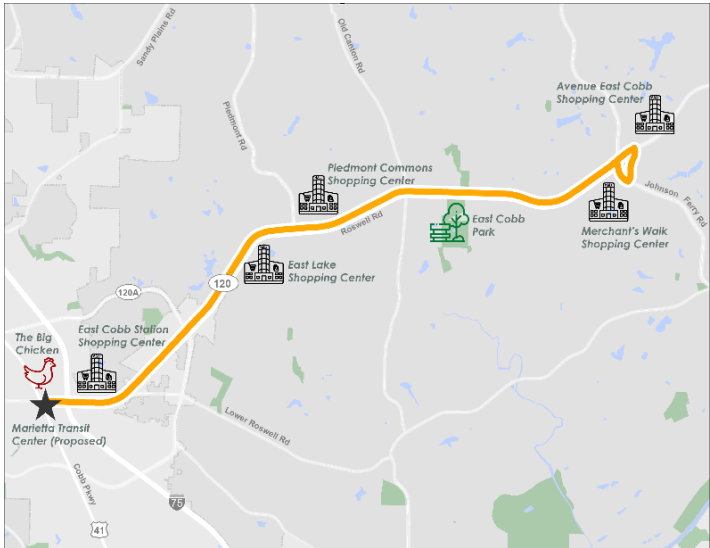 Sandy Plains Rd
Old Canton Rd
Piedmont Rd
Avenue East Cobb
Shopping Center
Piedmont Commons
Shopping Center
Roswell Rd
East Cobb
Park
Johnson Ferry Rd
Merchant's Walk
Shopping Center
East Lake
Shopping Center
120
120A
East Cobb Station
Shopping Center
The Big
Chicken
Marietta Transit
Center (Proposed)
Lower Roswell Rd
Cobb Pkwy
75
41